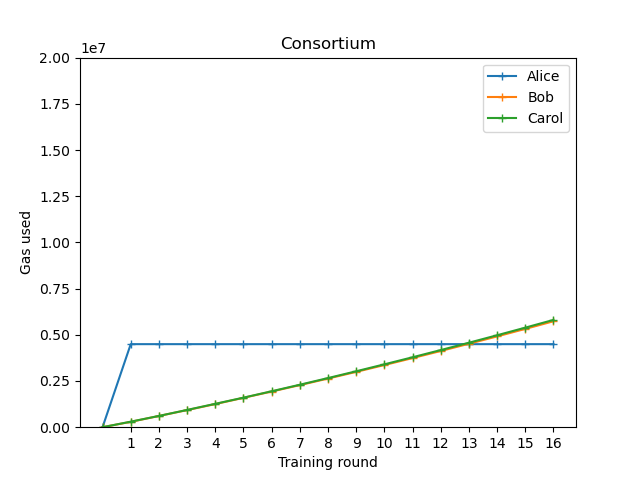 Consortium
1e7
2.00
1.75
1.50
1.25
1.00
0.75
0.50
0.25
0.00
Gas used
Alice
Bob
Carol
1 2 3 4 5 6 7 8 9 10 11 12 13 14 15 16
Training round